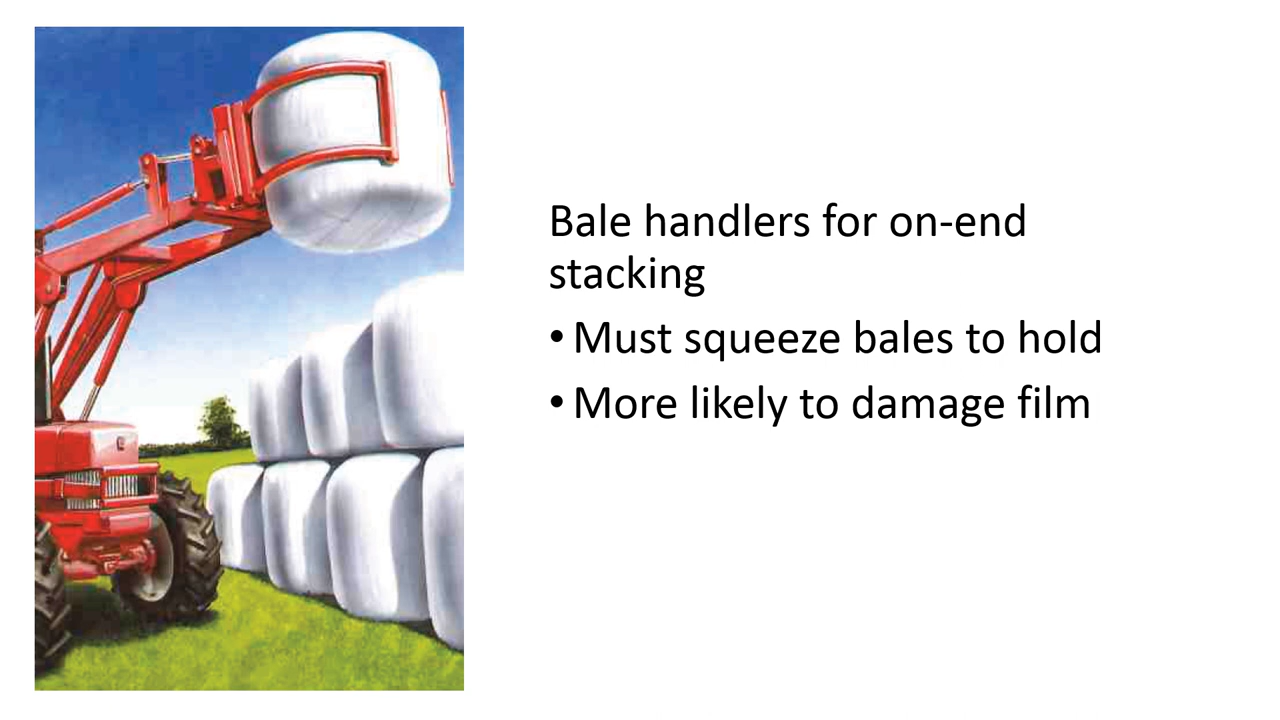 Bale handlers for on-end
stacking
• Must squeeze bales to hold
• More likely to damage film